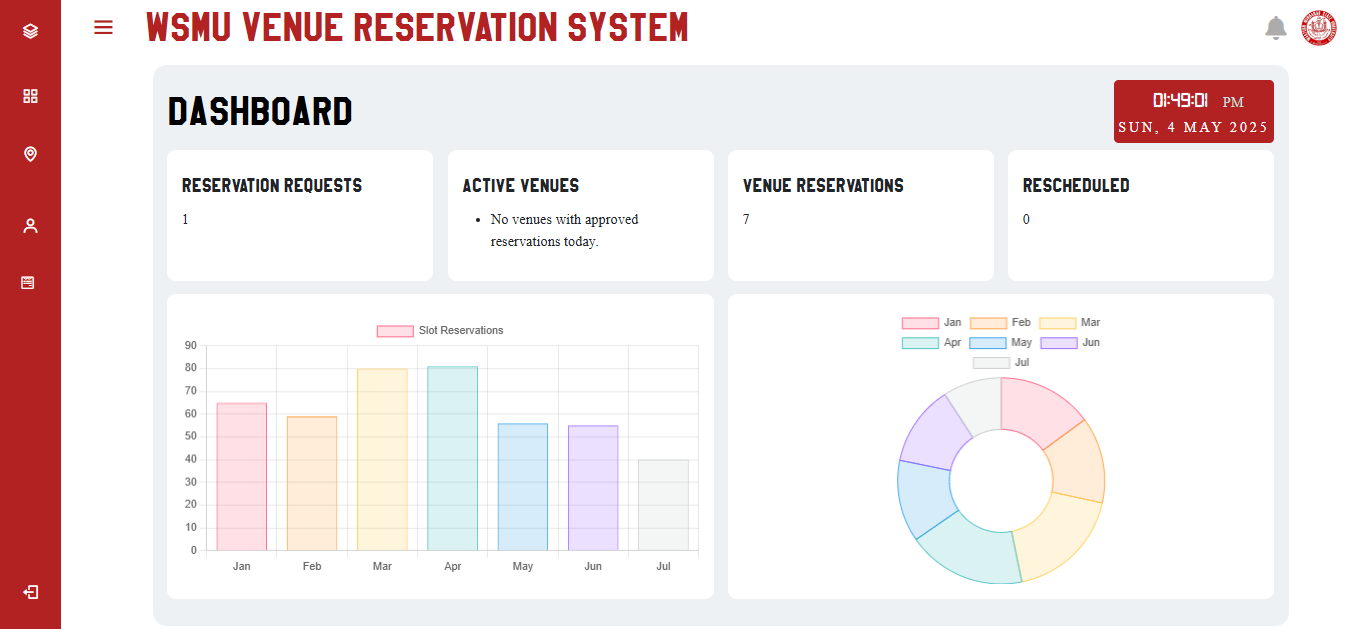 WSMU VENUE RESERVATION SYSTEM
DASHBOARD
01:49:01 PM
SUN, 4 MAY 2025
RESERVATION REQUESTS
1
ACTIVE VENUES
• No venues with approved
reservations today.
VENUE RESERVATIONS
7
RESCHEDULED
0
Slot Reservations
90
80
70
60
50
40
30
20
10
0
Jan Feb Mar Apr May Jun Jul
Jan Feb Mar
Apr May Jun
Jul